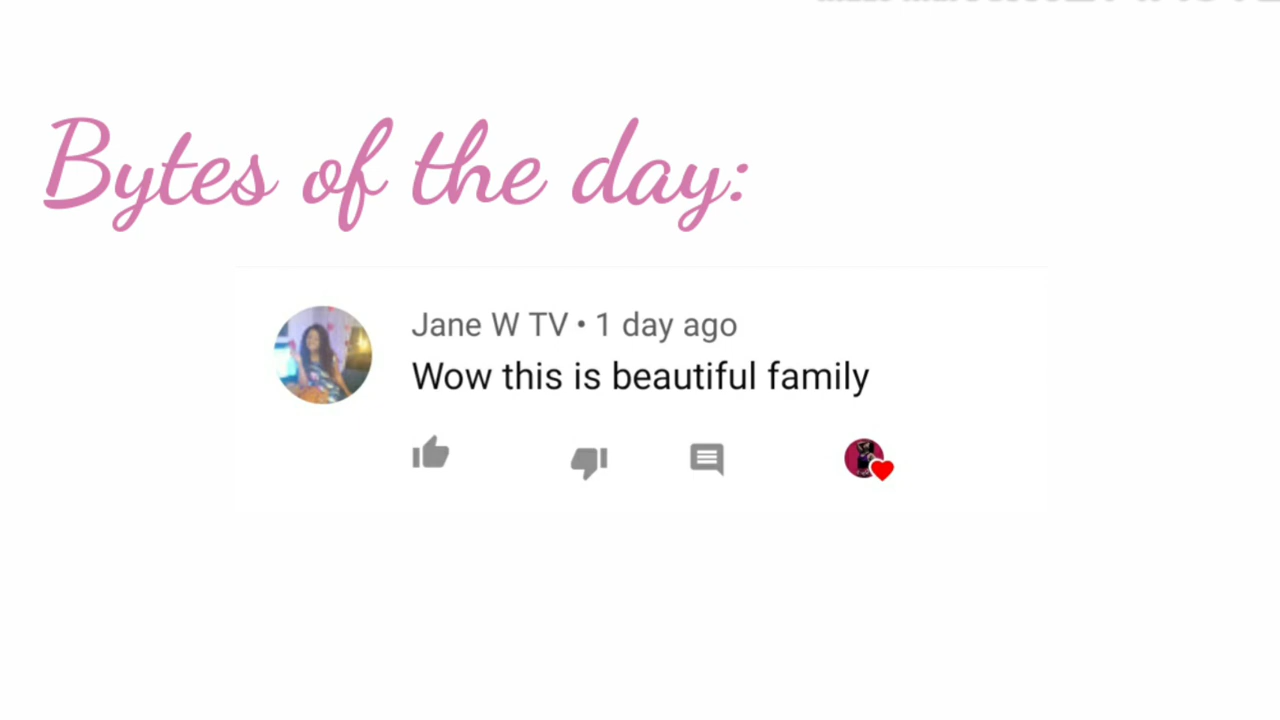 Bytes of the day:
Jane W TV • 1 day ago
Wow this is beautiful family